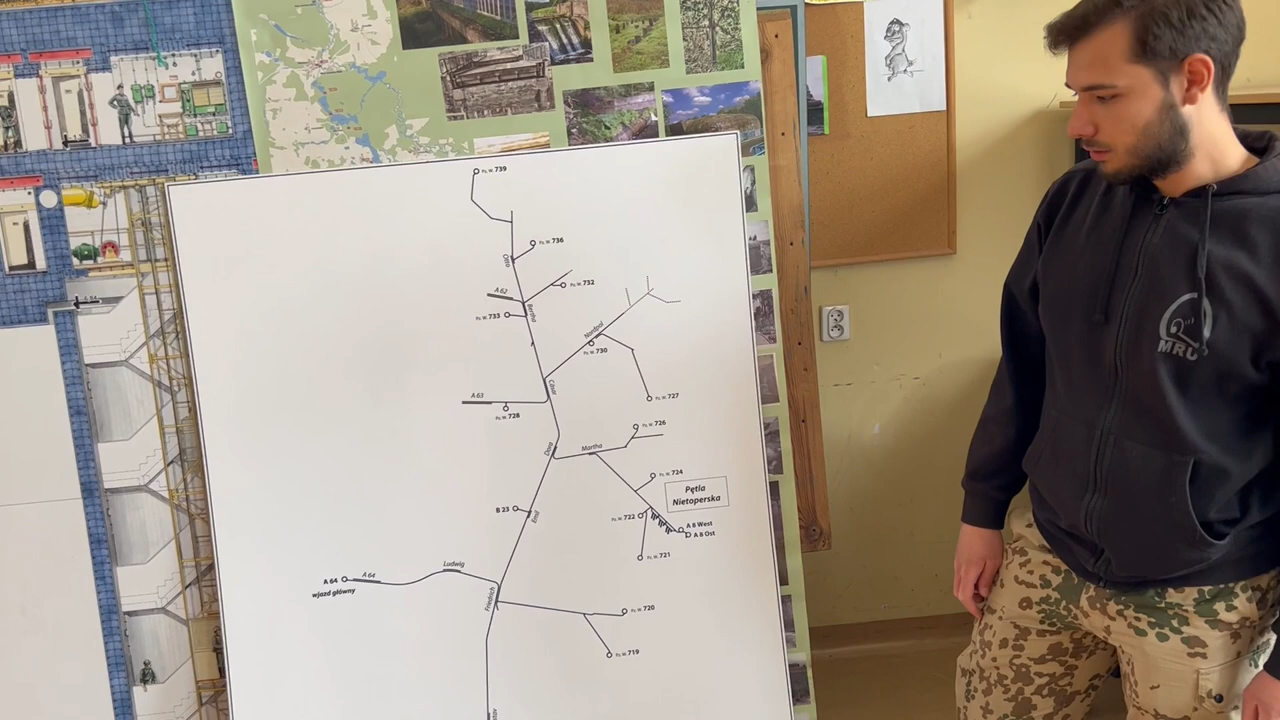 Pz. W. 739
Pz. W. 736
Otto
A 62
Pz. W. 732
Pz. W. 733
Bertha
Nordpol
Pz. W. 730
Cäsar
A 63
Pz. W. 728
Pz. W. 727
Pz. W. 726
Dora
Martha
Pz. W. 724
Pętla
Nietoperska
B 23
Emil
Pz. W. 722
A 8 West
A 8 Ost
Pz. W. 721
Ludwig
A 64
A 64
wjazd główny
Friedrich
Pz. W. 720
Pz. W. 719
MRU